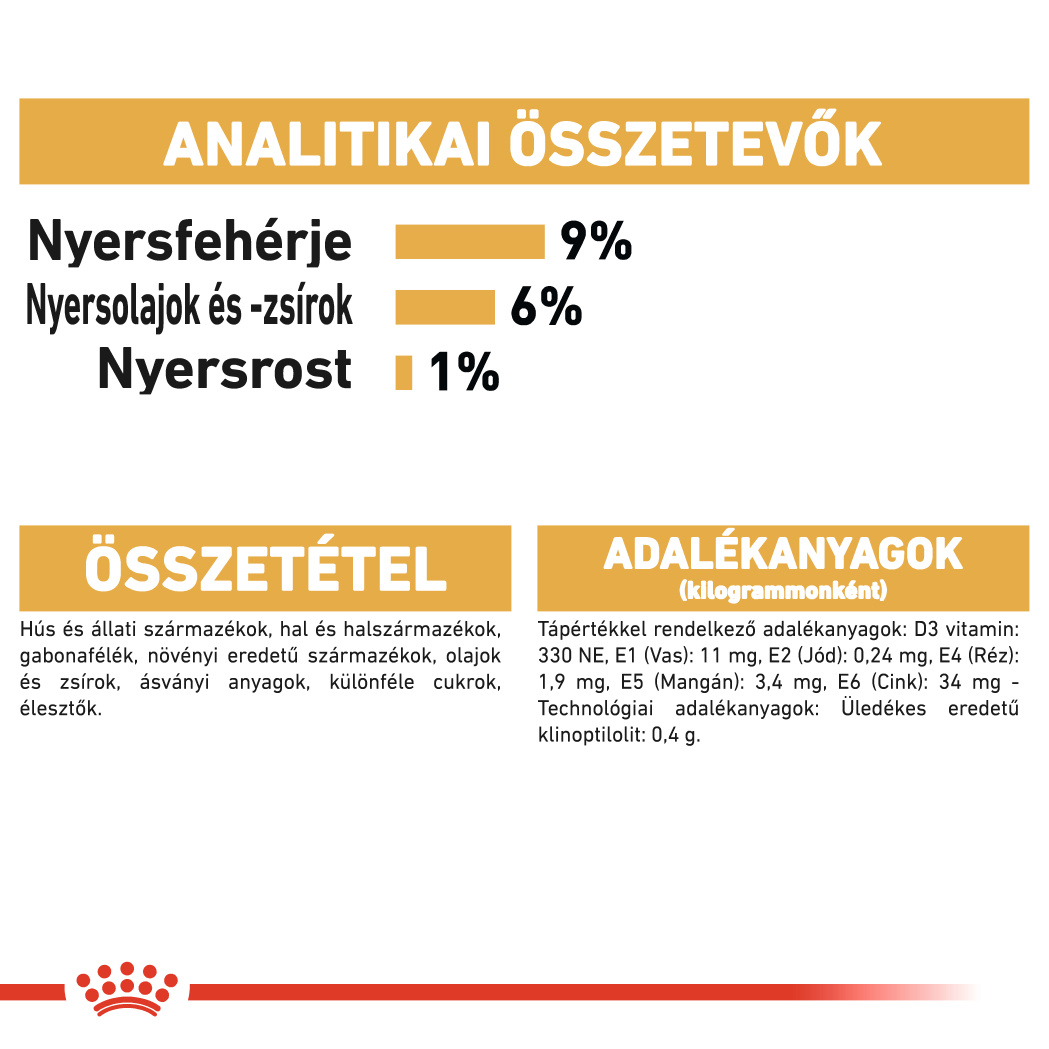 ANALITIKAI ÖSSZETEVŐK
Nyersfehérje 9%
Nyersolajok és -zsírok 6%
Nyersrost 1%
ÖSSZETÉTEL
Hús és állati származékok, hal és halszármazékok,
gabonafélék, növényi eredetű származékok, olajok
és zsírok, ásványi anyagok, különféle cukrok,
élesztők.
ADALÉKANYAGOK
(kilogrammonként)
Tápértékkel rendelkező adalékanyagok: D3 vitamin:
330 NE, E1 (Vas): 11 mg, E2 (Jód): 0,24 mg, E4 (Réz):
1,9 mg, E5 (Mangán): 3,4 mg, E6 (Cink): 34 mg -
Technológiai adalékanyagok: Üledékes eredetű
klinoptilolit: 0,4 g.